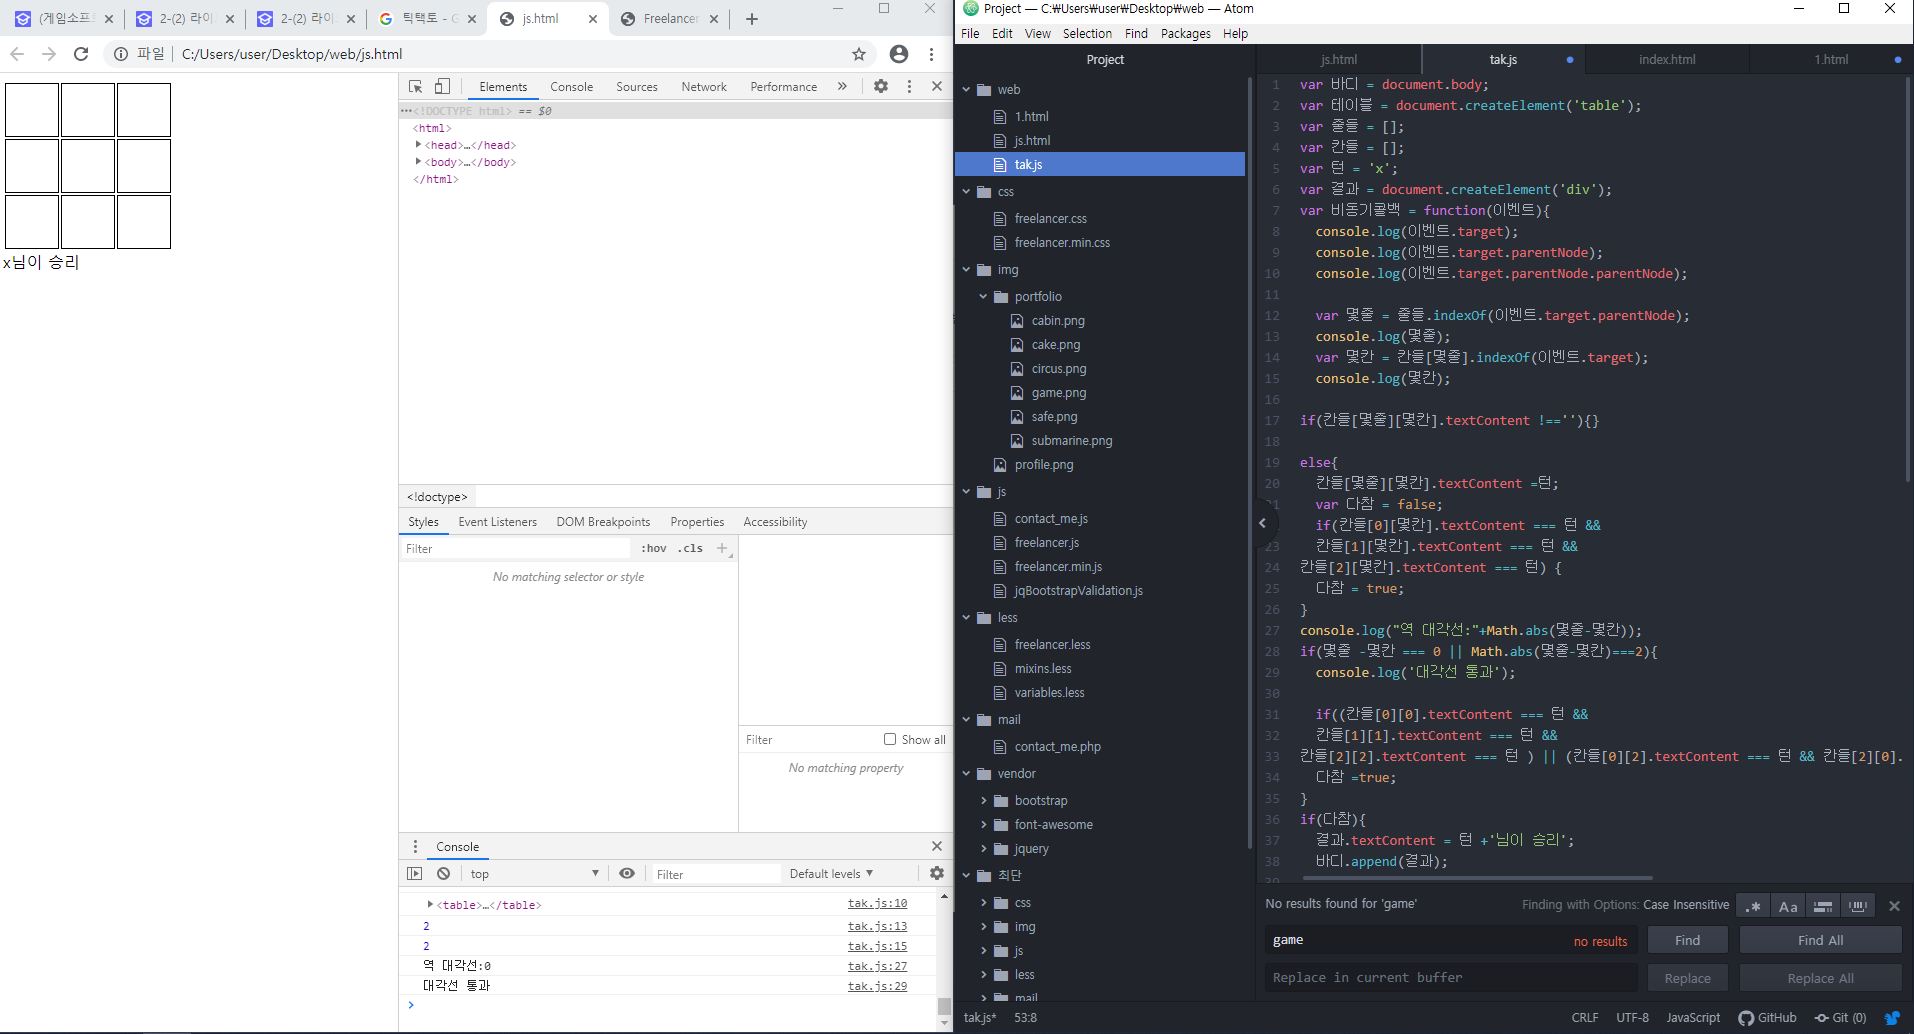 (게임소프
2-(2) 라이
2-(2) 라이
틱택토 - G
js.html
Freelancer
파일
C:/Users/user/Desktop/web/js.html
x님이 승리
Elements
Console
Sources
Network
Performance
<!DOCTYPE html> == $0
<html>
<head>…</head>
<body>…</body>
</html>
<!doctype>
Styles
Event Listeners
DOM Breakpoints
Properties
Accessibility
Filter
:hov
.cls
No matching selector or style
Filter
Show all
No matching property
Console
top
Filter
Default levels
<table>…</table>
tak.js:10
2
tak.js:13
2
tak.js:15
역 대각선:0
tak.js:27
대각선 통과
tak.js:29
Project — C:₩Users₩user₩Desktop₩web — Atom
File
Edit
View
Selection
Find
Packages
Help
Project
web
1.html
js.html
tak.js
css
freelancer.css
freelancer.min.css
img
portfolio
cabin.png
cake.png
circus.png
game.png
safe.png
submarine.png
profile.png
js
contact_me.js
freelancer.js
freelancer.min.js
jqBootstrapValidation.js
less
freelancer.less
mixins.less
variables.less
mail
contact_me.php
vendor
bootstrap
font-awesome
jquery
최단
css
img
js
less
mail
js.html
tak.js
index.html
1.html
1 var 바디 = document.body;
2 var 테이블 = document.createElement('table');
3 var 줄들 = [];
4 var 칸들 = [];
5 var 턴 = 'x';
6 var 결과 = document.createElement('div');
7 var 비동기콜백 = function(이벤트){
8 console.log(이벤트.target);
9 console.log(이벤트.target.parentNode);
10 console.log(이벤트.target.parentNode.parentNode);
11
12 var 몇줄 = 줄들.indexOf(이벤트.target.parentNode);
13 console.log(몇줄);
14 var 몇칸 = 칸들[몇줄].indexOf(이벤트.target);
15 console.log(몇칸);
16
17 if(칸들[몇줄][몇칸].textContent !==''){}
18
19 else{
20 칸들[몇줄][몇칸].textContent =턴;
21 var 다참 = false;
if(칸들[0][몇칸].textContent === 턴 &&
23 칸들[1][몇칸].textContent === 턴 &&
24 칸들[2][몇칸].textContent === 턴) {
25 다참 = true;
26 }
27 console.log("역 대각선:"+Math.abs(몇줄-몇칸));
28 if(몇줄 -몇칸 === 0 || Math.abs(몇줄-몇칸)===2){
29 console.log('대각선 통과');
30
31 if((칸들[0][0].textContent === 턴 &&
32 칸들[1][1].textContent === 턴 &&
33 칸들[2][2].textContent === 턴 ) || (칸들[0][2].textContent === 턴 && 칸들[2][0].
34 다참 =true;
35 }
36 if(다참){
37 결과.textContent = 턴 +'님이 승리';
38 바디.append(결과);
No results found for 'game'
Finding with Options: Case Insensitive
.*
Aa
game
no results
Find
Find All
Replace in current buffer
Replace
Replace All
tak.js*
53:8
CRLF
UTF-8
JavaScript
GitHub
Git (0)